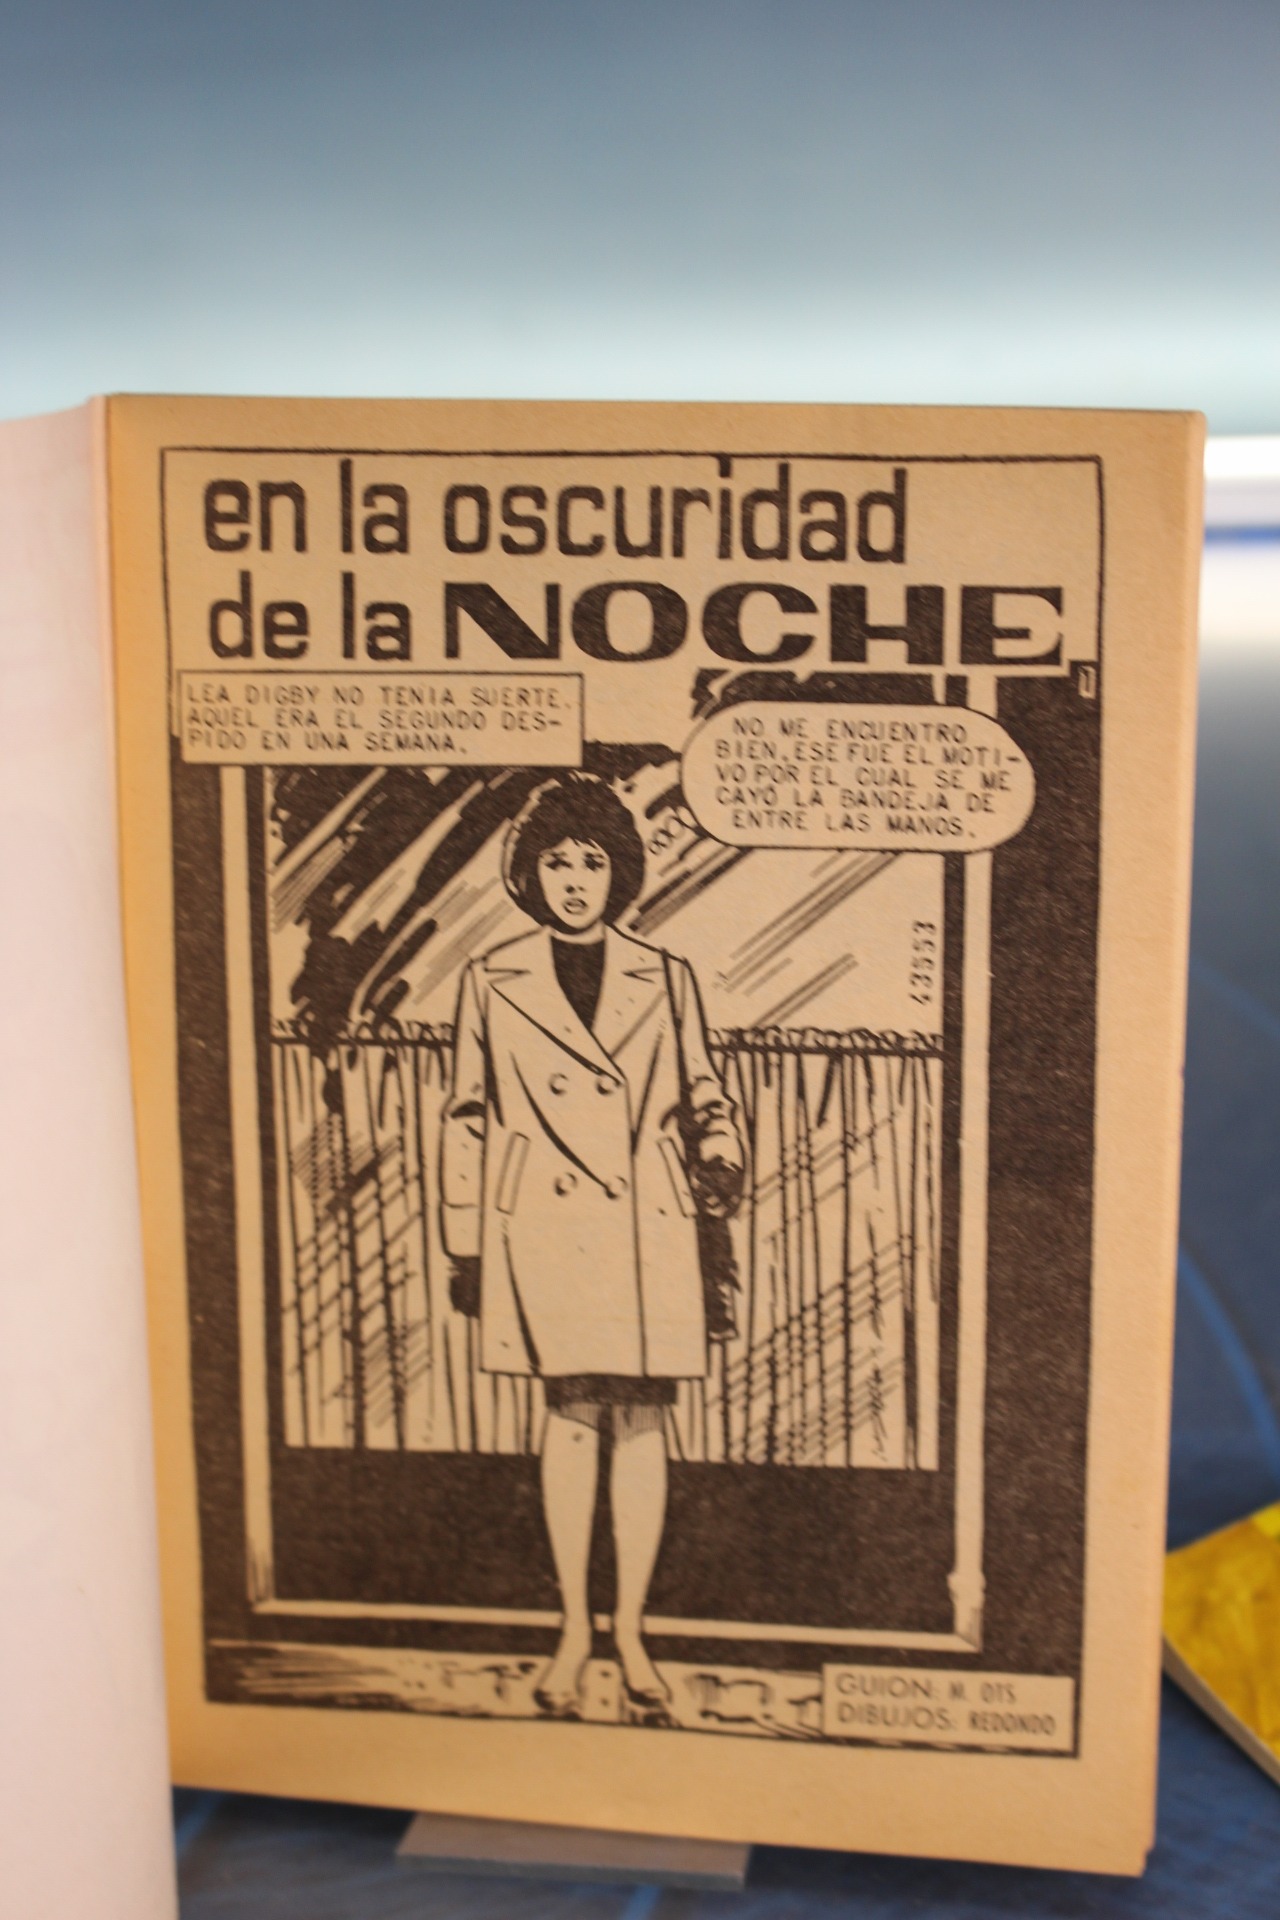 en la oscuridad
de la NOCHE
1
LEA DIGBY NO TENIA SUERTE.
AQUEL ERA EL SEGUNDO DES-
PIDO EN UNA SEMANA.
NO ME ENCUENTRO
BIEN. ESE FUE EL MOTI-
VO POR EL CUAL SE ME
CAYÓ LA BANDEJA DE
ENTRE LAS MANOS.
43553
GUION: M. OTS
DIBUJOS: REDONDO